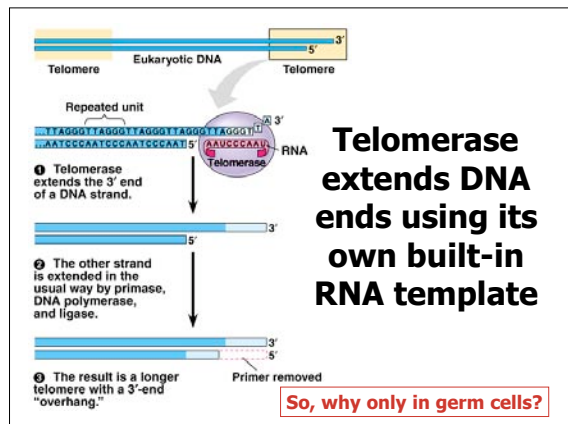 3′
5′
Eukaryotic DNA
Telomere
Telomere
Repeated unit
A 3′
T
...TTAGGGTTAGGGTTAGGGTTAGGGTTAGGGT
...AATCCCAATCCCAATCCCAAT 5′ AAUCCCAAU
RNA
Telomerase
❶ Telomerase
extends the 3′ end
of a DNA strand.
3′
5′
❷ The other strand
is extended in the
usual way by primase,
DNA polymerase,
and ligase.
3′
5′
❸ The result is a longer
telomere with a 3′-end
“overhang.”
Primer removed
Telomerase
extends DNA
ends using its
own built-in
RNA template
So, why only in germ cells?